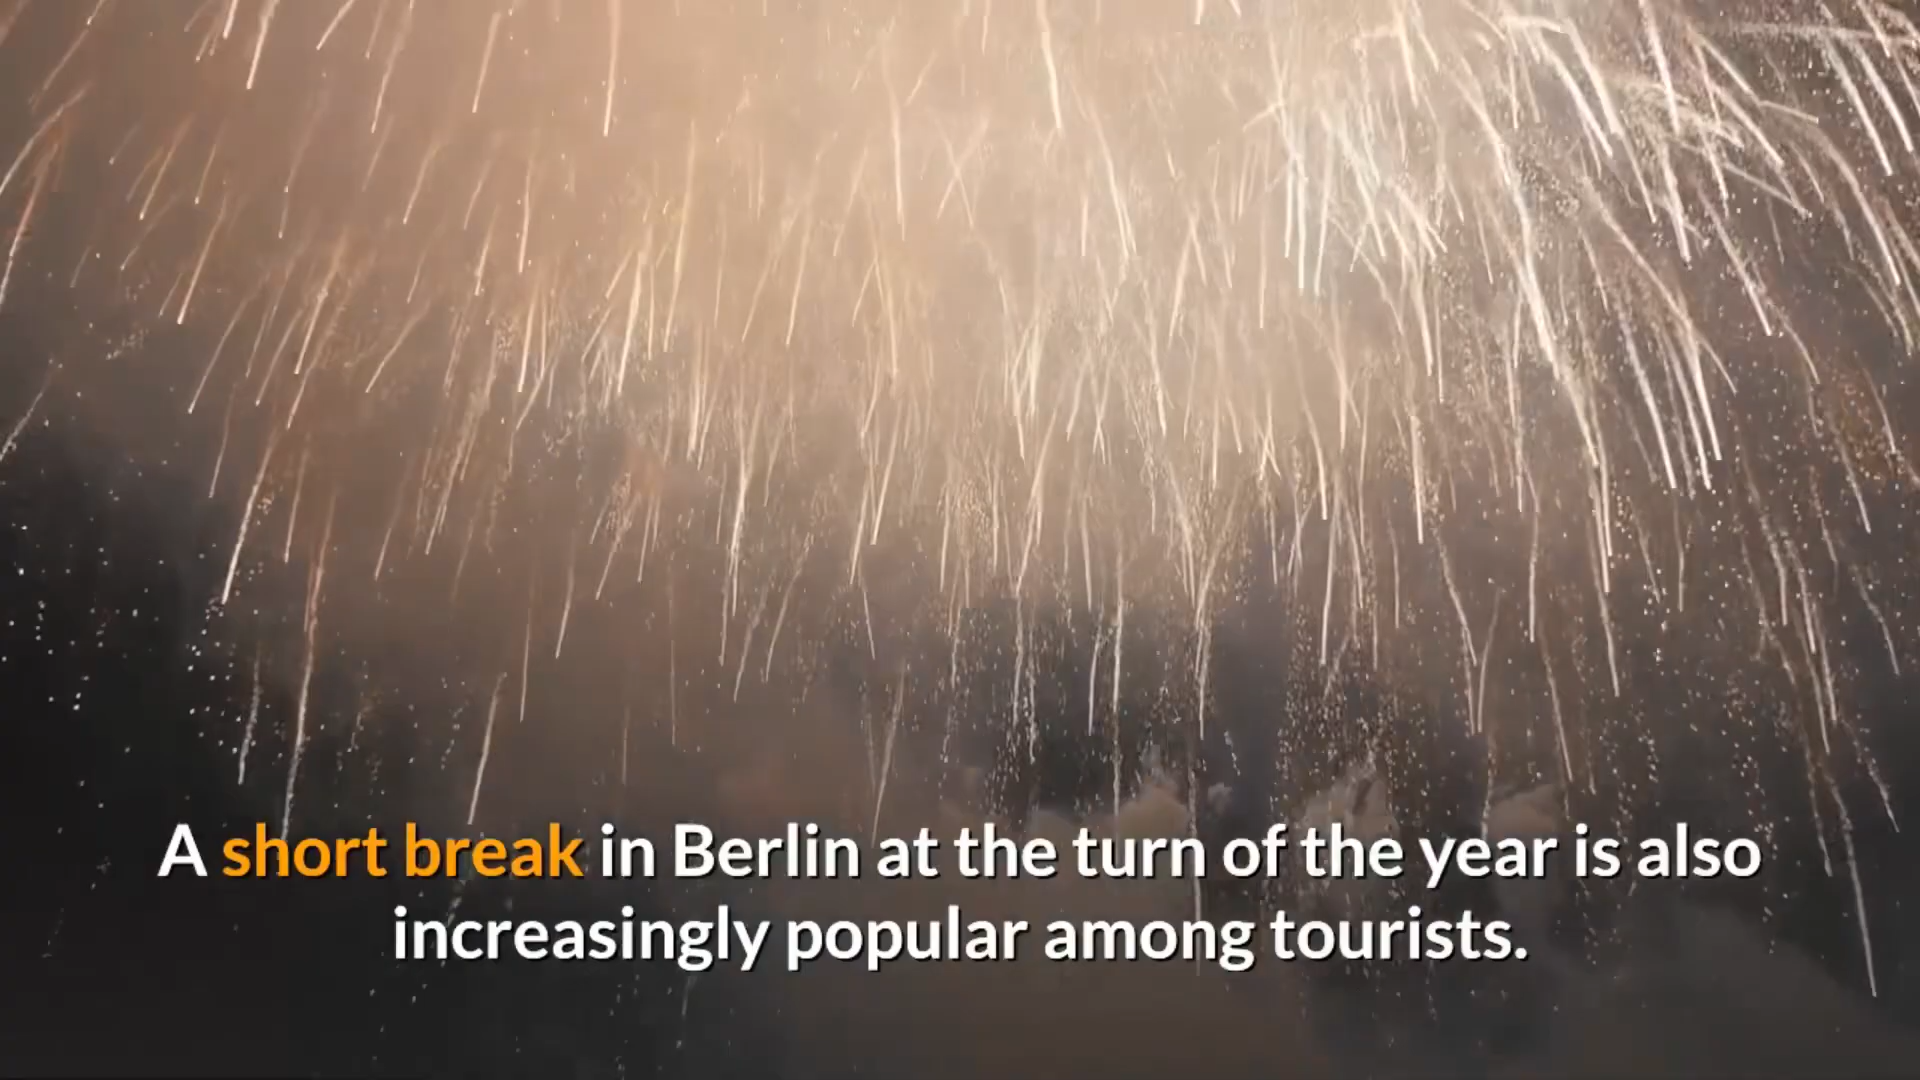 A short break in Berlin at the turn of the year is also
increasingly popular among tourists.